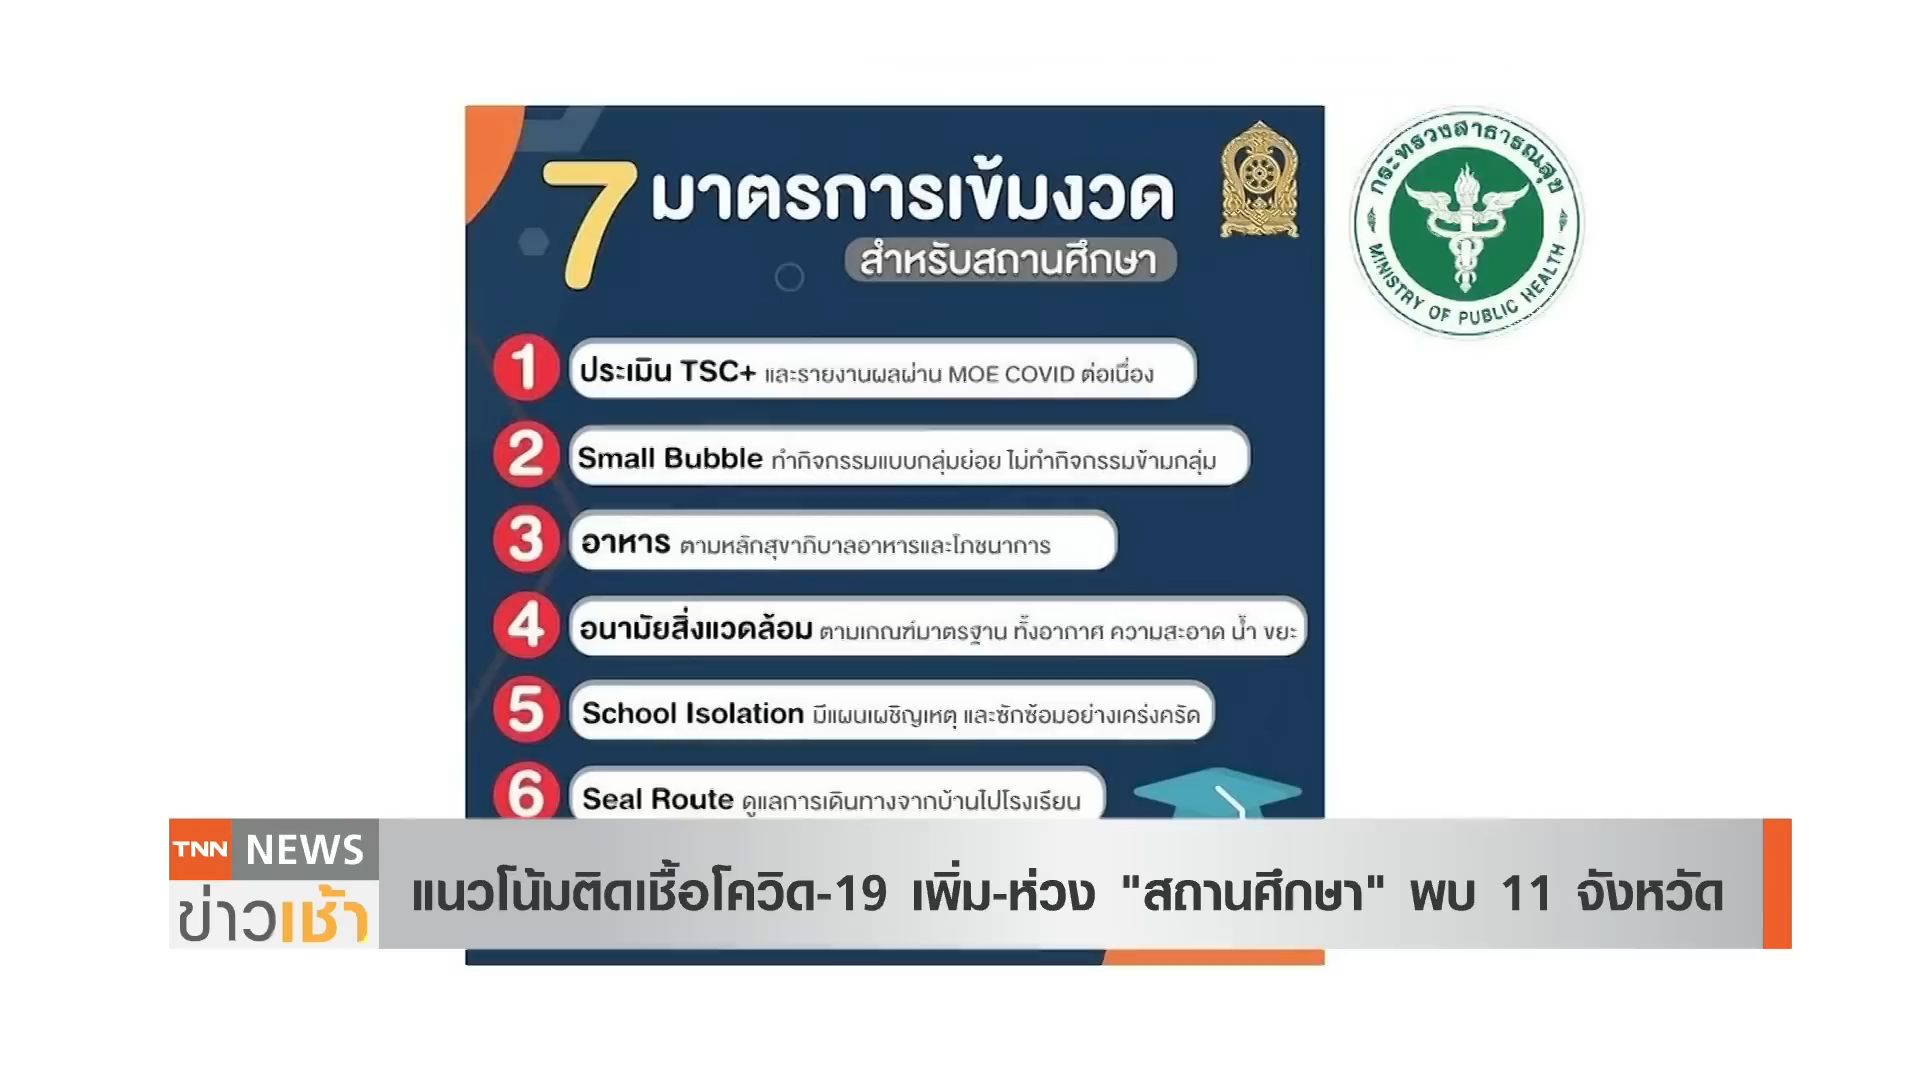 7 มาตรการเข้มงวด
สำหรับสถานศึกษา
กระทรวงสาธารณสุข
MINISTRY OF PUBLIC HEALTH
1 ประเมิน TSC+ และรายงานผลผ่าน MOE COVID ต่อเนื่อง
2 Small Bubble ทำกิจกรรมแบบกลุ่มย่อย ไม่ทำกิจกรรมข้ามกลุ่ม
3 อาหาร ตามหลักสุขาภิบาลอาหารและโภชนาการ
4 อนามัยสิ่งแวดล้อม ตามเกณฑ์มาตรฐาน ทั้งอากาศ ความสะอาด น้ำ ขยะ
5 School Isolation มีแผนเผชิญเหตุ และซักซ้อมอย่างเคร่งครัด
6 Seal Route ดูแลการเดินทางจากบ้านไปโรงเรียน
TNN NEWS
ข่าวเช้า
แนวโน้มติดเชื้อโควิด-19 เพิ่ม-ห่วง "สถานศึกษา" พบ 11 จังหวัด